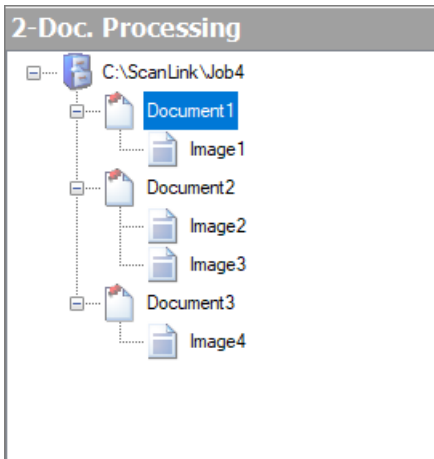 2-Doc. Processing
C:\ScanLink\Job4
Document1
Image1
Document2
Image2
Image3
Document3
Image4